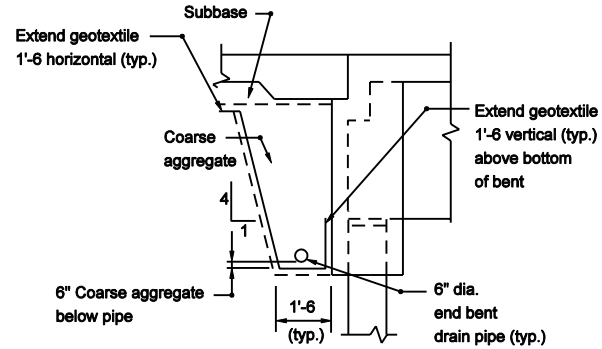 Subbase
Extend geotextile
1'-6 horizontal (typ.)
Extend geotextile
1'-6 vertical (typ.)
above bottom
of bent
Coarse
aggregate
4
1
6" Coarse aggregate
below pipe
1'-6
(typ.)
6" dia.
end bent
drain pipe (typ.)